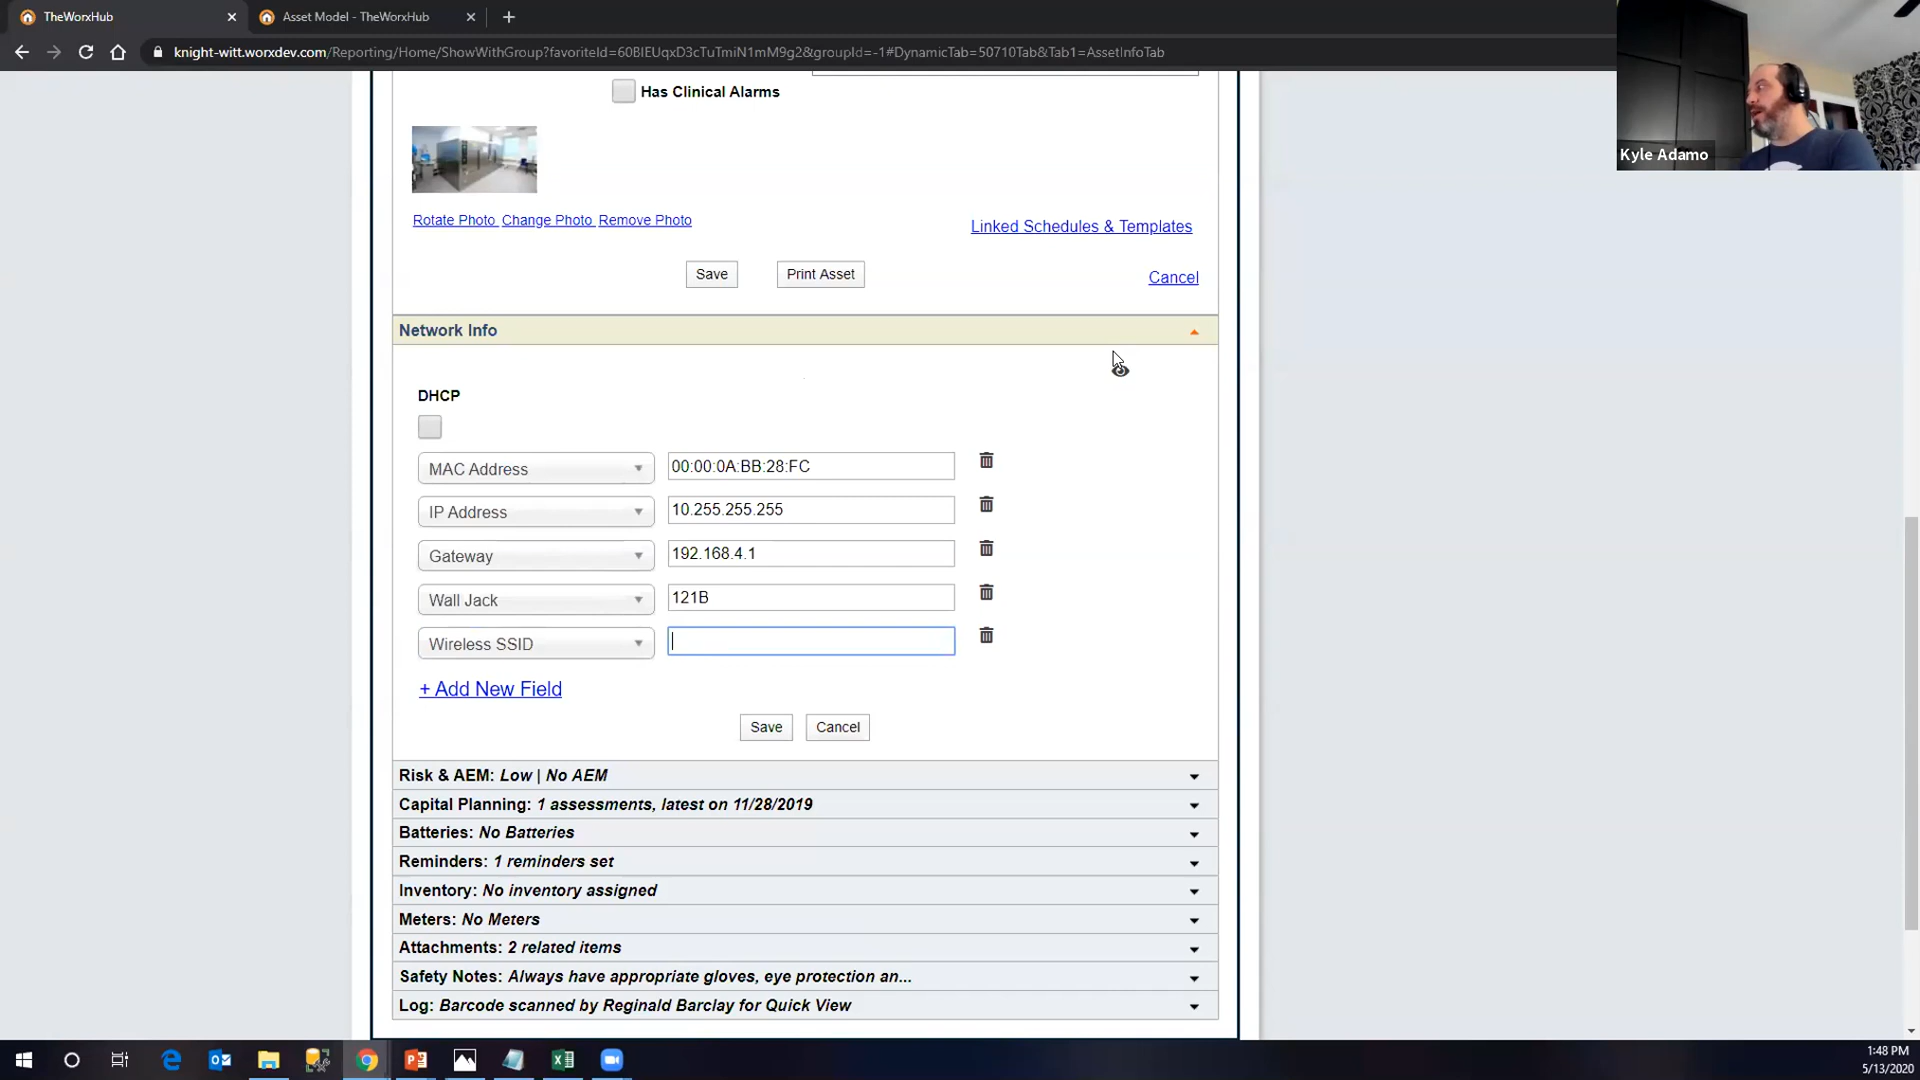 TheWorxHub
Asset Model - TheWorxHub
knight-witt.worxdev.com/Reporting/Home/ShowWithGroup?favoriteId=60BIEUqxD3cTuTmiN1mM9g2&groupId=-1#DynamicTab=50710Tab&Tab1=AssetInfoTab
Kyle Adamo
Has Clinical Alarms
Rotate Photo Change Photo Remove Photo
Linked Schedules & Templates
Save Print Asset Cancel
Network Info
DHCP
MAC Address 00:00:0A:BB:28:FC
IP Address 10.255.255.255
Gateway 192.168.4.1
Wall Jack 121B
Wireless SSID
+ Add New Field
Save Cancel
Risk & AEM: Low | No AEM
Capital Planning: 1 assessments, latest on 11/28/2019
Batteries: No Batteries
Reminders: 1 reminders set
Inventory: No inventory assigned
Meters: No Meters
Attachments: 2 related items
Safety Notes: Always have appropriate gloves, eye protection an...
Log: Barcode scanned by Reginald Barclay for Quick View
1:48 PM
5/13/2020